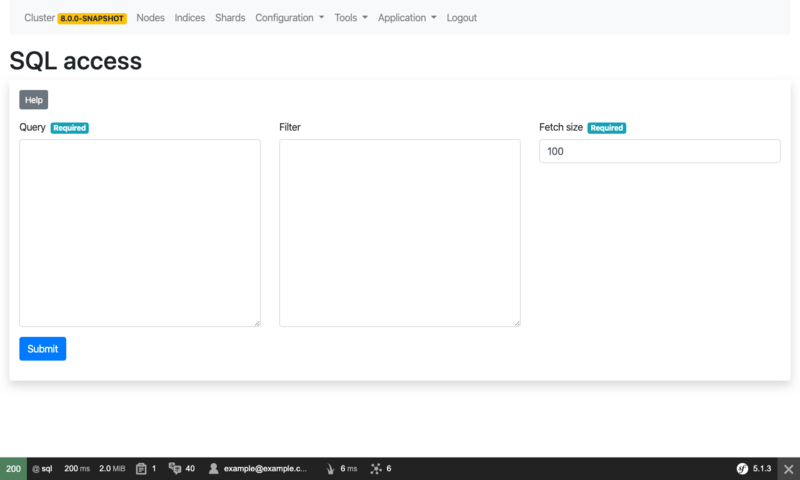 Cluster 8.0.0-SNAPSHOT Nodes Indices Shards Configuration Tools Application Logout
SQL access
Help
Query Required
Filter
Fetch size Required
100
Submit
200 @ sql 200 ms 2.0 MiB 1 40 example@example.c... 6 ms 6 sf 5.1.3